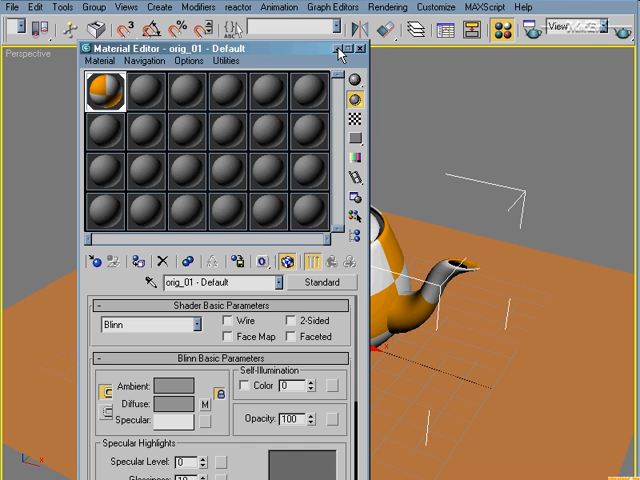 File Edit Tools Group Views Create Modifiers reactor Animation Graph Editors Rendering Customize MAXScript Help
View
Perspective
Material Editor - orig_01 - Default
Material Navigation Options Utilities
orig_01 - Default
Standard
Shader Basic Parameters
Blinn
Wire
2-Sided
Face Map
Faceted
Blinn Basic Parameters
Self-Illumination
Ambient:
Color 0
Diffuse:
M
Specular:
Opacity: 100
Specular Highlights
Specular Level: 0
Glossiness: 10
x
x